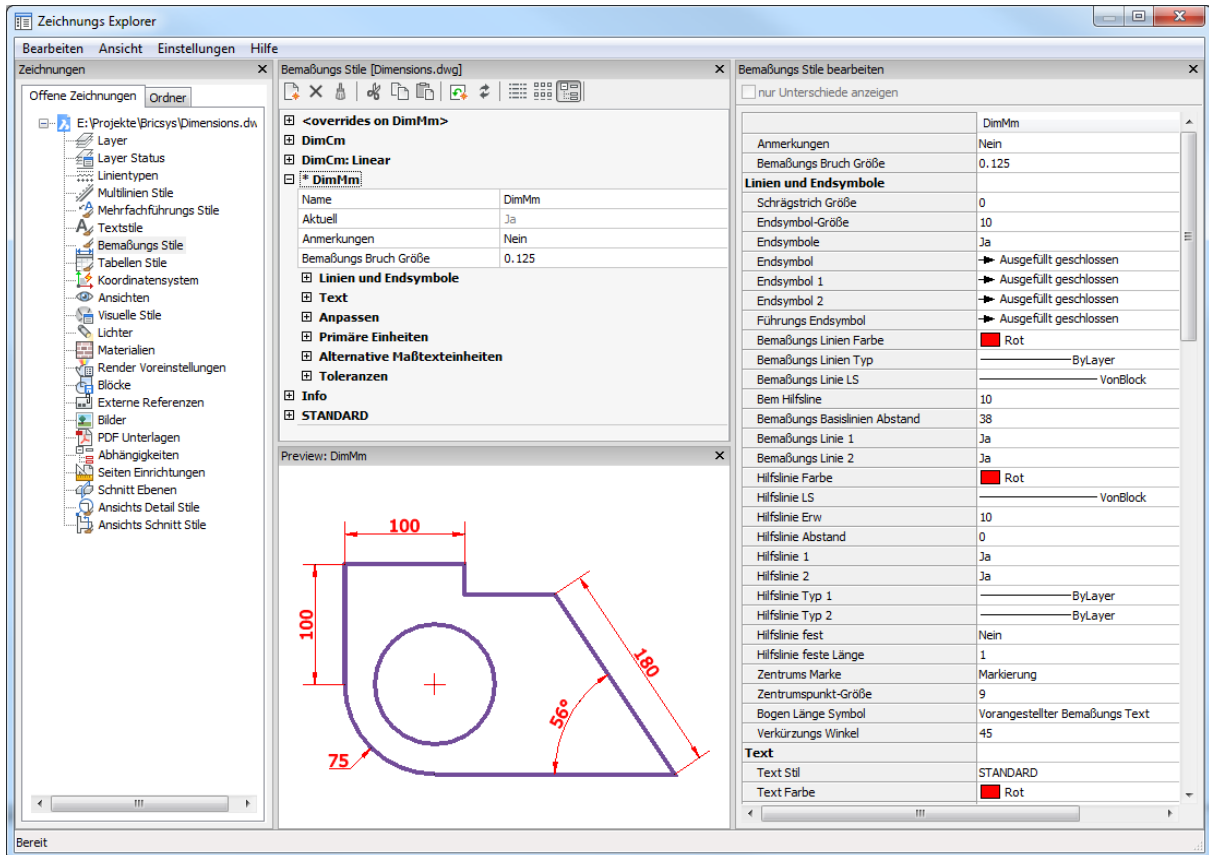 Zeichnungs Explorer
Bearbeiten Ansicht Einstellungen Hilfe
Zeichnungen
Offene Zeichnungen Ordner
E:\Projekte\Bricsys\Dimensions.dw
Layer
Layer Status
Linientypen
Multilinien Stile
Mehrfachführungs Stile
Textstile
Bemaßungs Stile
Tabellen Stile
Koordinatensystem
Ansichten
Visuelle Stile
Lichter
Materialien
Render Voreinstellungen
Blöcke
Externe Referenzen
Bilder
PDF Unterlagen
Abhängigkeiten
Seiten Einrichtungen
Schnitt Ebenen
Ansichts Detail Stile
Ansichts Schnitt Stile
Bemaßungs Stile [Dimensions.dwg]
<overrides on DimMm>
DimCm
DimCm: Linear
* DimMm
Name DimMm
Aktuell Ja
Anmerkungen Nein
Bemaßungs Bruch Größe 0.125
Linien und Endsymbole
Text
Anpassen
Primäre Einheiten
Alternative Maßtexteinheiten
Toleranzen
Info
STANDARD
Preview: DimMm
100
100
180
56°
75
Bemaßungs Stile bearbeiten
nur Unterschiede anzeigen
DimMm
Anmerkungen Nein
Bemaßungs Bruch Größe 0.125
Linien und Endsymbole
Schrägstrich Größe 0
Endsymbol-Größe 10
Endsymbole Ja
Endsymbol Ausgefüllt geschlossen
Endsymbol 1 Ausgefüllt geschlossen
Endsymbol 2 Ausgefüllt geschlossen
Führungs Endsymbol Ausgefüllt geschlossen
Bemaßungs Linien Farbe Rot
Bemaßungs Linien Typ ByLayer
Bemaßungs Linie LS VonBlock
Bem Hilfsline 10
Bemaßungs Basislinien Abstand 38
Bemaßungs Linie 1 Ja
Bemaßungs Linie 2 Ja
Hilfslinie Farbe Rot
Hilfslinie LS VonBlock
Hilfslinie Erw 10
Hilfslinie Abstand 0
Hilfslinie 1 Ja
Hilfslinie 2 Ja
Hilfslinie Typ 1 ByLayer
Hilfslinie Typ 2 ByLayer
Hilfslinie fest Nein
Hilfslinie feste Länge 1
Zentrums Marke Markierung
Zentrumspunkt-Größe 9
Bogen Länge Symbol Vorangestellter Bemaßungs Text
Verkürzungs Winkel 45
Text
Text Stil STANDARD
Text Farbe Rot
Bereit